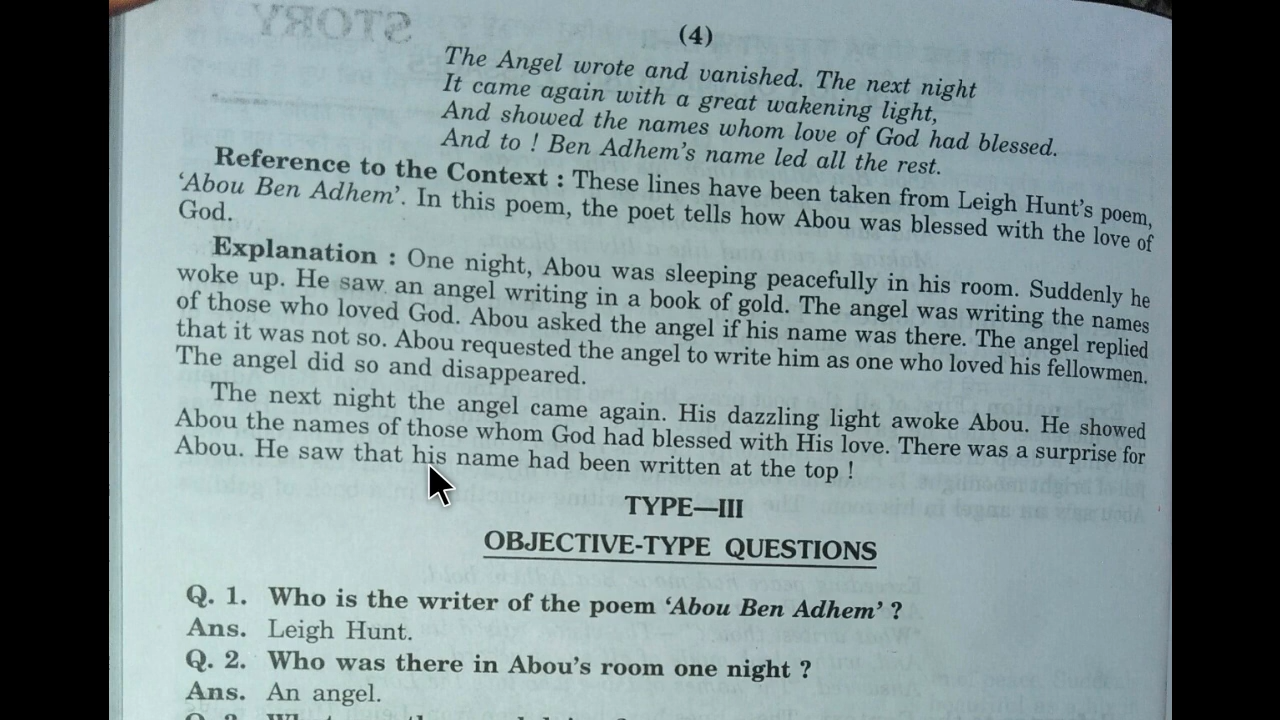 STORY
(4)
The Angel wrote and vanished. The next night
It came again with a great wakening light,
And showed the names whom love of God had blessed.
And to ! Ben Adhem's name led all the rest.
Reference to the Context : These lines have been taken from Leigh Hunt's poem,
'Abou Ben Adhem'. In this poem, the poet tells how Abou was blessed with the love of
God.
Explanation : One night, Abou was sleeping peacefully in his room. Suddenly he
woke up. He saw an angel writing in a book of gold. The angel was writing the names
of those who loved God. Abou asked the angel if his name was there. The angel replied
that it was not so. Abou requested the angel to write him as one who loved his fellowmen.
The angel did so and disappeared.
The next night the angel came again. His dazzling light awoke Abou. He showed
Abou the names of those whom God had blessed with His love. There was a surprise for
Abou. He saw that his name had been written at the top !
TYPE—III
OBJECTIVE-TYPE QUESTIONS
Q. 1. Who is the writer of the poem 'Abou Ben Adhem' ?
Ans. Leigh Hunt.
Q. 2. Who was there in Abou's room one night ?
Ans. An angel.